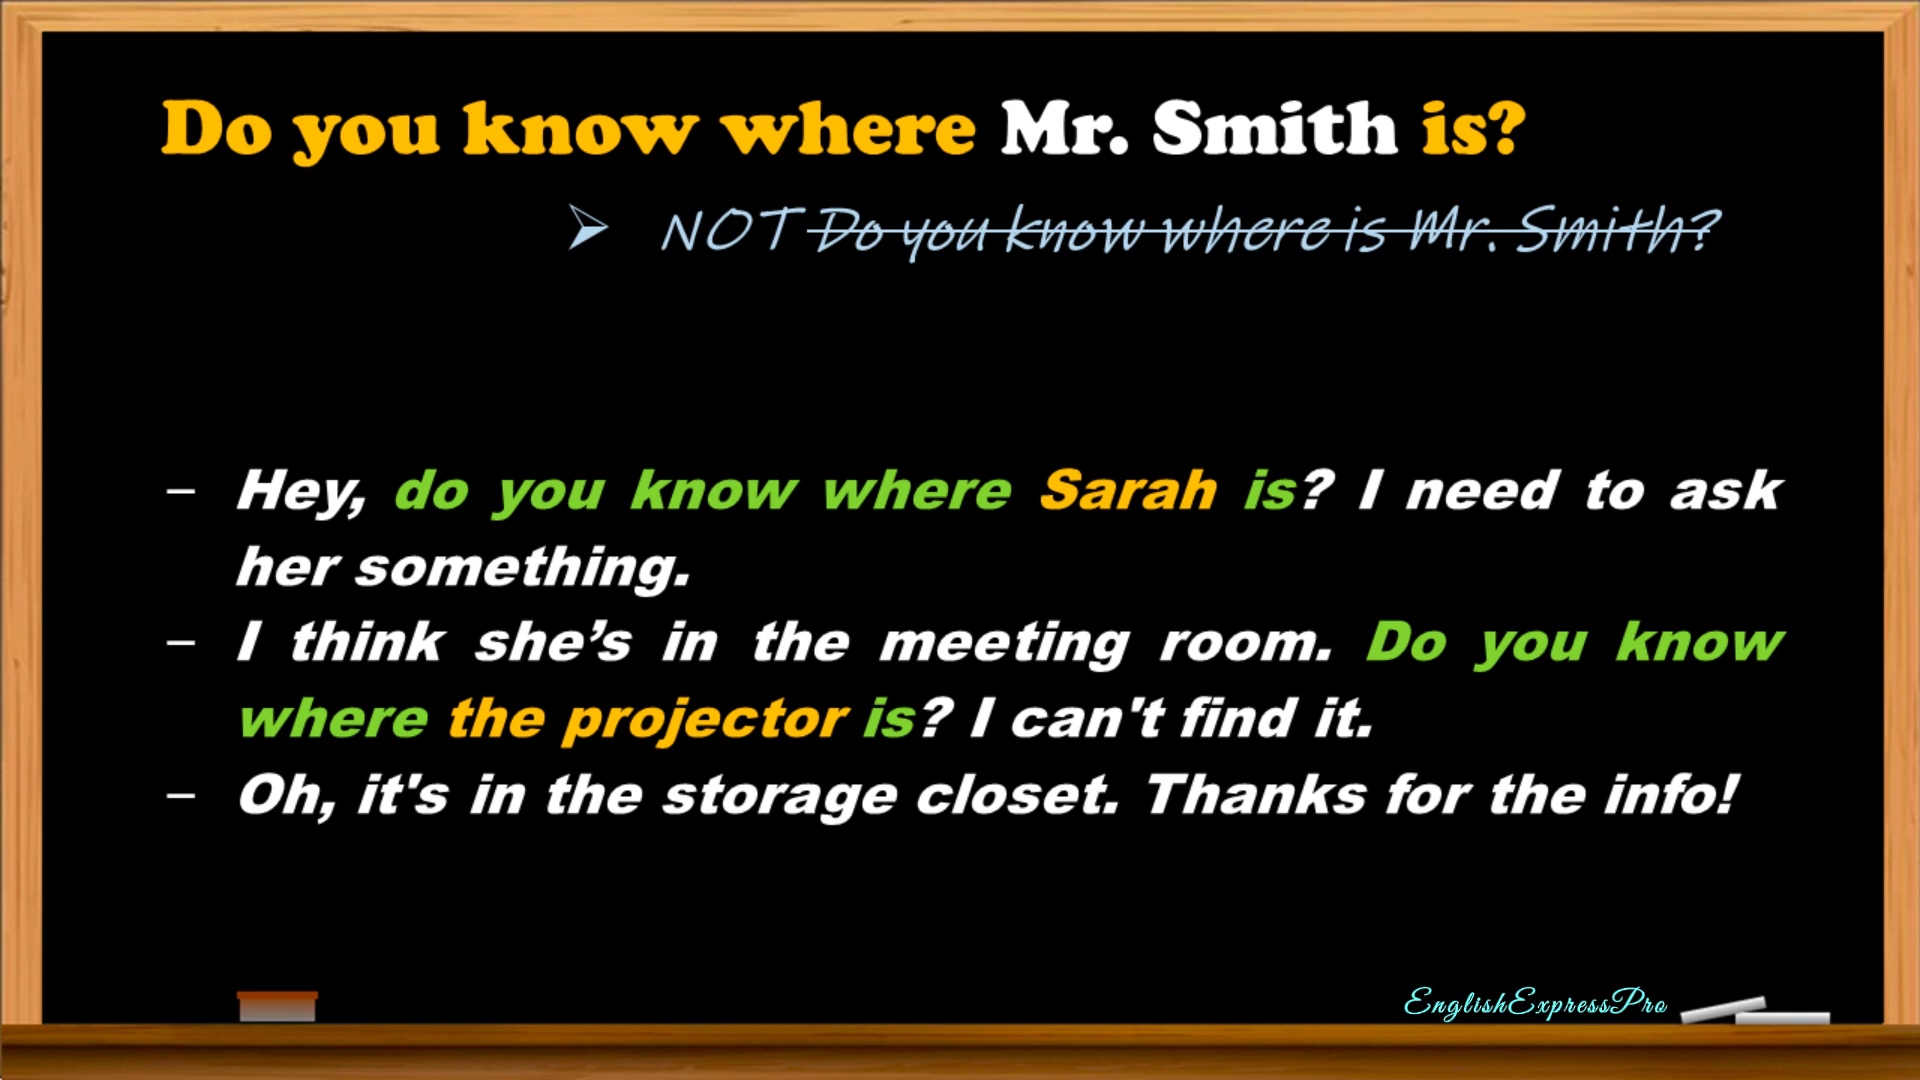 Do you know where Mr. Smith is?
➢ NOT Do you know where is Mr. Smith?
– Hey, do you know where Sarah is? I need to ask
her something.
– I think she’s in the meeting room. Do you know
where the projector is? I can't find it.
– Oh, it's in the storage closet. Thanks for the info!
EnglishExpressPro